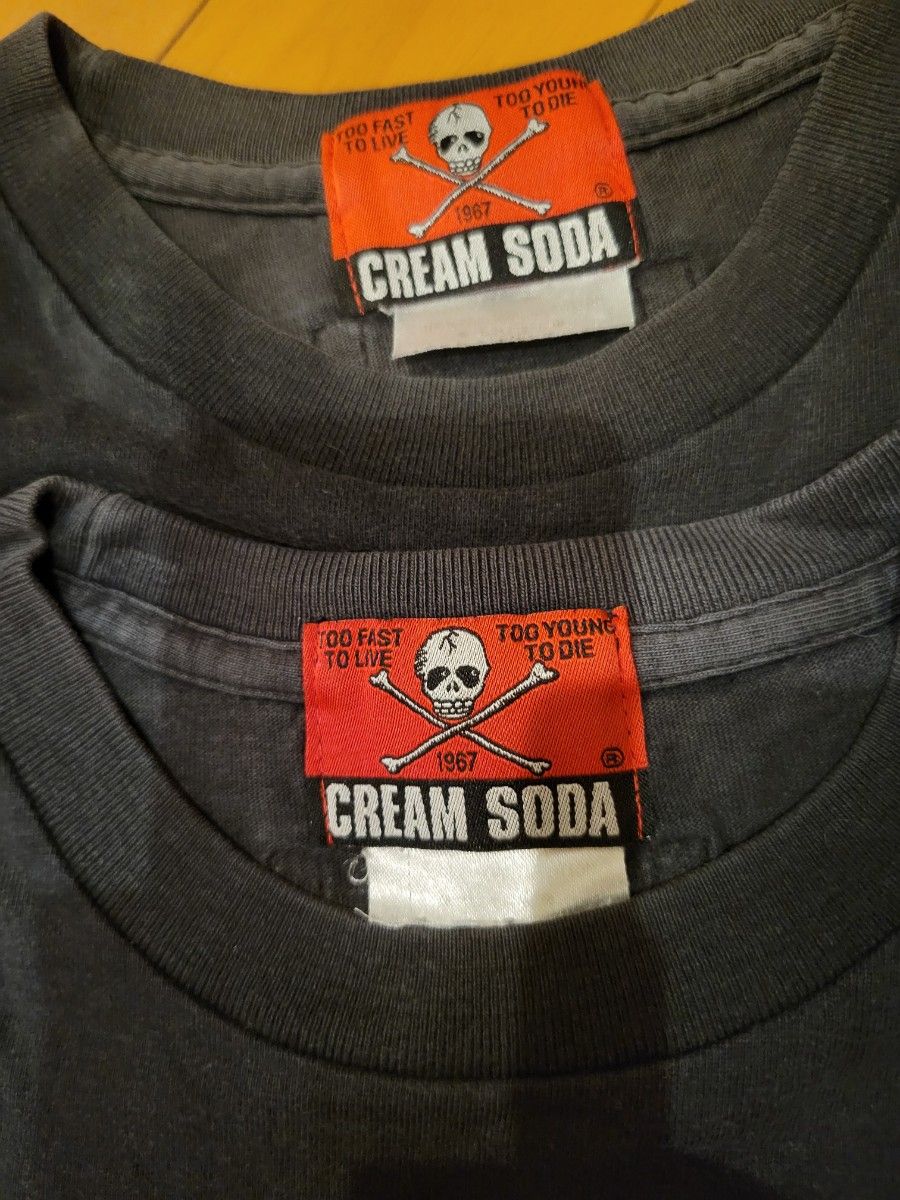 TOO FAST
TO LIVE
TOO YOUNG
TO DIE
1967
®
CREAM SODA
TOO FAST
TO LIVE
TOO YOUNG
TO DIE
1967
®
CREAM SODA